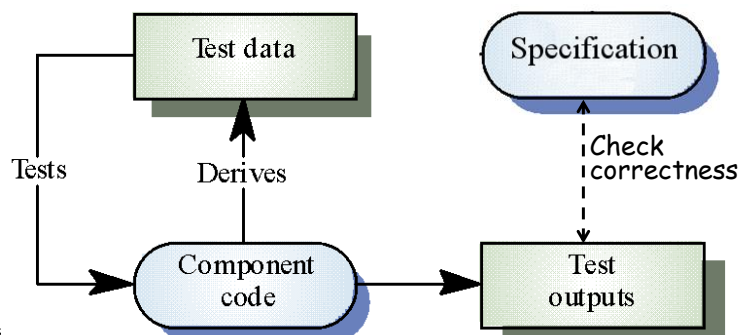 Test data
Specification
Check
correctness
Tests
Derives
Component
code
Test
outputs